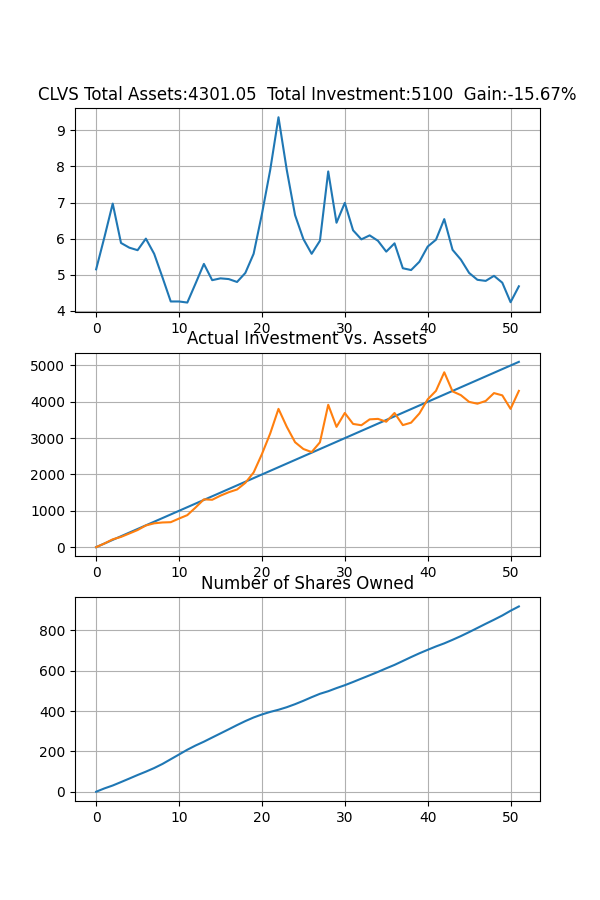 CLVS Total Assets:4301.05  Total Investment:5100  Gain:-15.67%
9
8
7
6
5
4
0 10 20 30 40 50
Actual Investment vs. Assets
5000
4000
3000
2000
1000
0
0 10 20 30 40 50
Number of Shares Owned
800
600
400
200
0
0 10 20 30 40 50